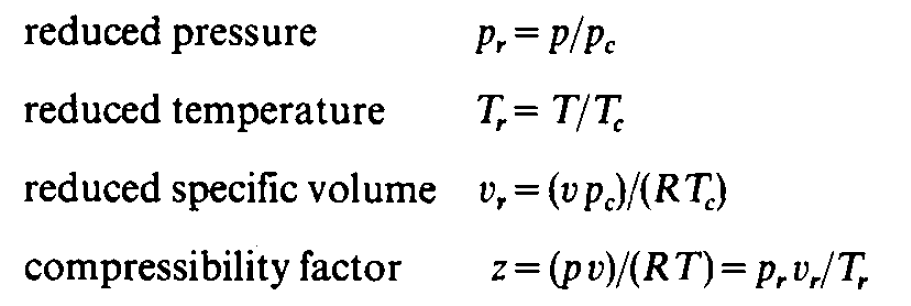 reduced pressure p_r = p/p_c
reduced temperature T_r = T/T_c
reduced specific volume v_r = (v p_c)/(R T_c)
compressibility factor z = (p v)/(R T) = p_r v_r/T_r